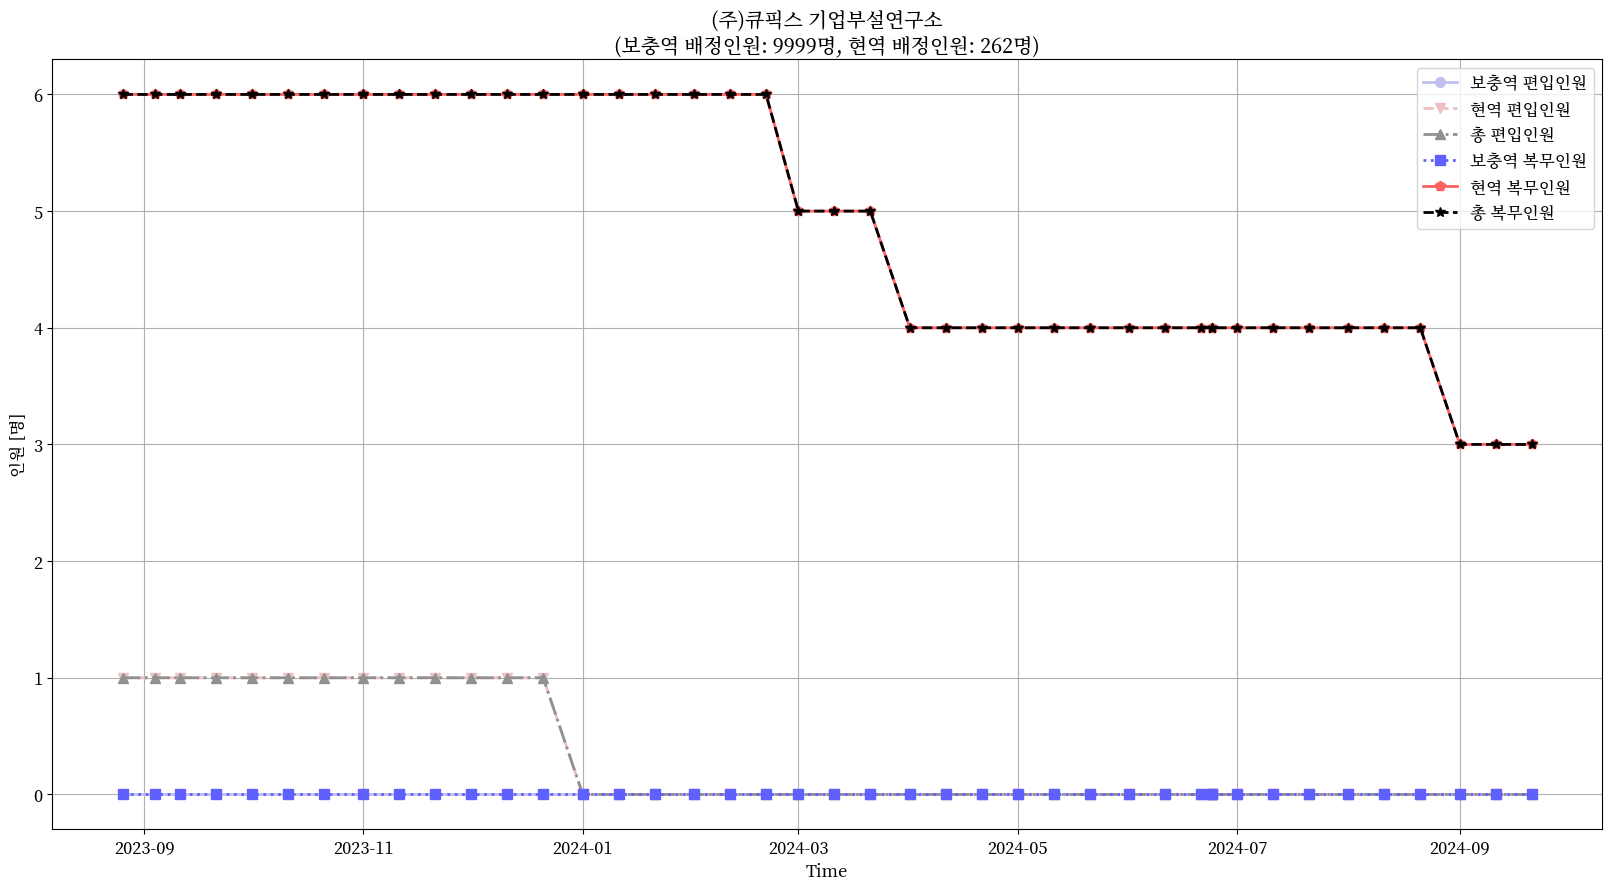 (주)큐픽스 기업부설연구소
(보충역 배정인원: 9999명, 현역 배정인원: 262명)
보충역 편입인원
현역 편입인원
총 편입인원
보충역 복무인원
현역 복무인원
총 복무인원
인원 [명]
6
5
4
3
2
1
0
2023-09
2023-11
2024-01
2024-03
2024-05
2024-07
2024-09
Time